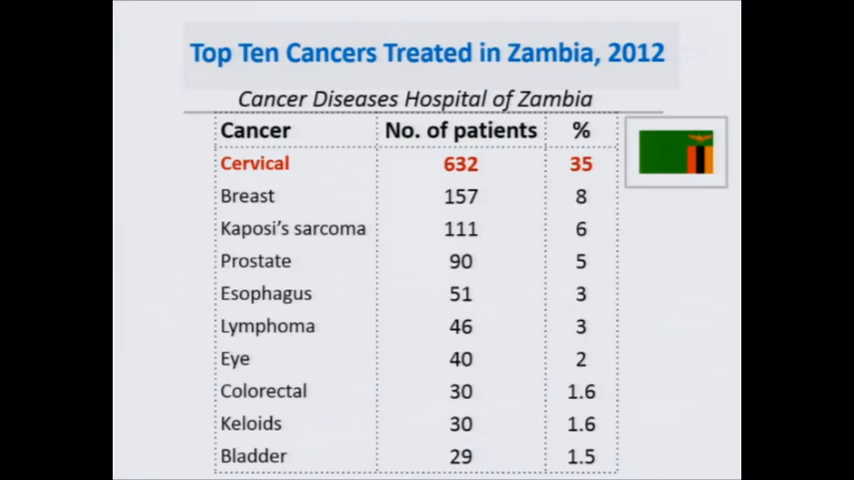 Top Ten Cancers Treated in Zambia, 2012
Cancer Diseases Hospital of Zambia
Cancer No. of patients %
Cervical 632 35
Breast 157 8
Kaposi's sarcoma 111 6
Prostate 90 5
Esophagus 51 3
Lymphoma 46 3
Eye 40 2
Colorectal 30 1.6
Keloids 30 1.6
Bladder 29 1.5